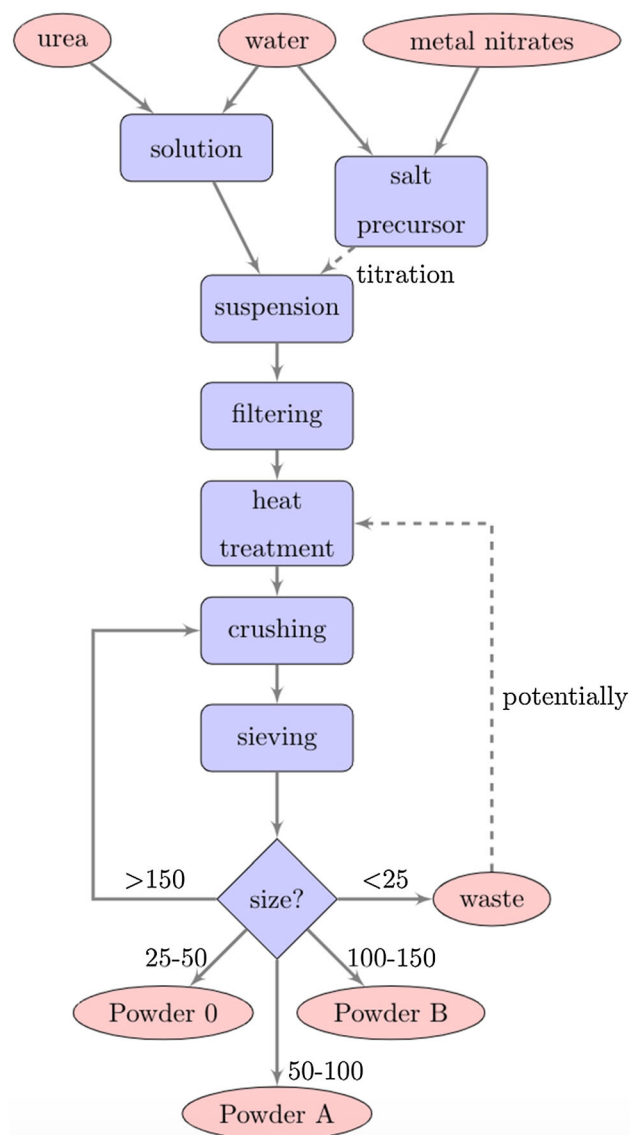 urea
water
metal nitrates
solution
salt
precursor
titration
suspension
filtering
heat
treatment
crushing
potentially
sieving
>150
size?
<25
waste
25-50
100-150
Powder 0
Powder B
50-100
Powder A